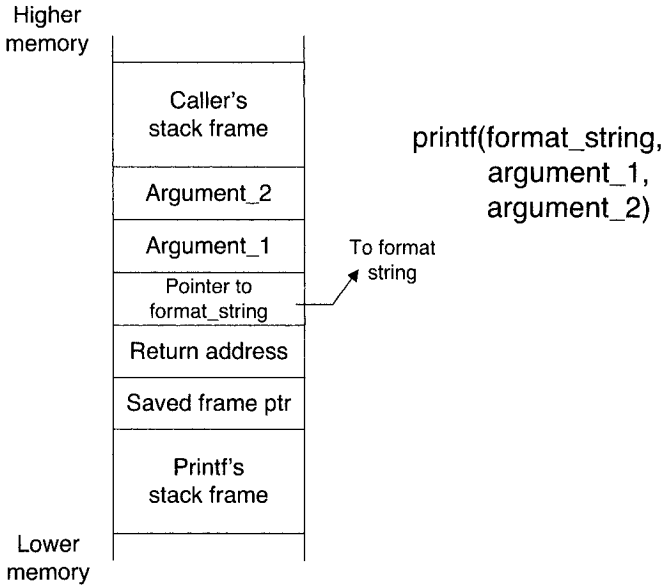 Higher
memory
Caller's
stack frame
printf(format_string,
argument_1,
argument_2)
Argument_2
Argument_1
To format
string
Pointer to
format_string
Return address
Saved frame ptr
Printf's
stack frame
Lower
memory